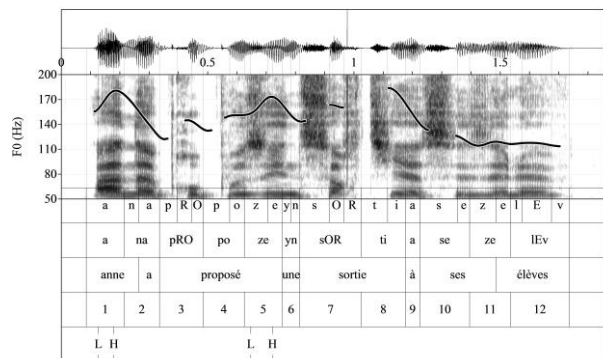 0 0.5 1 1.5
200
170
140
110
80
50
F0 (Hz)
a n a p R O p o z e y n s O R t i a s e z e l E v
a na pRO po ze yn sOR ti a se ze lEv
anne a proposé une sortie à ses élèves
1 2 3 4 5 6 7 8 9 10 11 12
L H L H